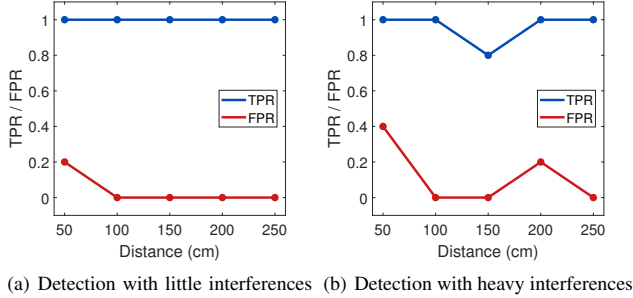 1
0.8
0.6
0.4
0.2
0
TPR / FPR
TPR
FPR
50 100 150 200 250
Distance (cm)
(a) Detection with little interferences
1
0.8
0.6
0.4
0.2
0
TPR / FPR
TPR
FPR
50 100 150 200 250
Distance (cm)
(b) Detection with heavy interferences